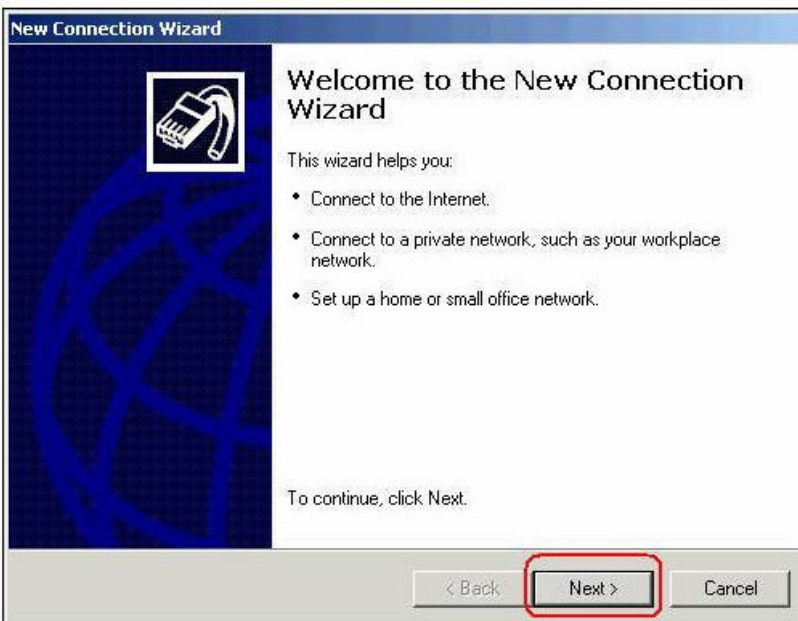 New Connection Wizard
Welcome to the New Connection
Wizard
This wizard helps you:
• Connect to the Internet.
• Connect to a private network, such as your workplace
network.
• Set up a home or small office network.
To continue, click Next.
< Back
Next >
Cancel